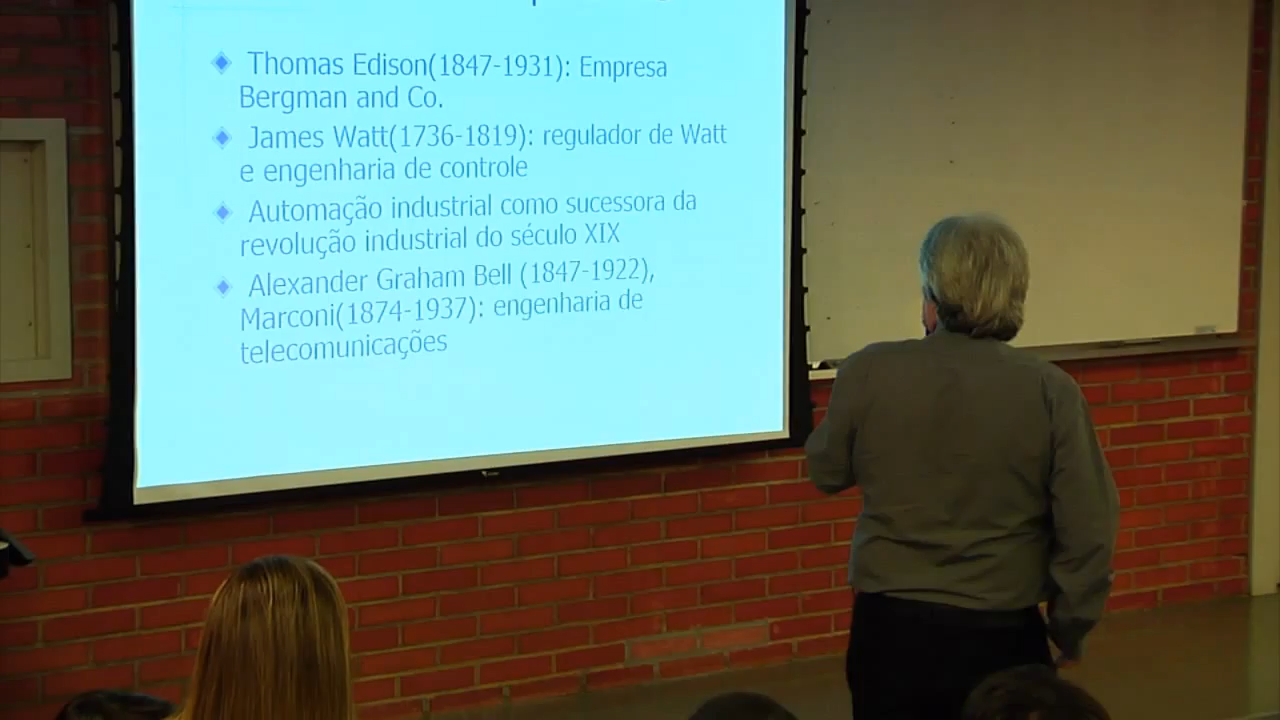 Thomas Edison(1847-1931): Empresa
Bergman and Co.
James Watt(1736-1819): regulador de Watt
e engenharia de controle
Automação industrial como sucessora da
revolução industrial do século XIX
Alexander Graham Bell (1847-1922),
Marconi(1874-1937): engenharia de
telecomunicações